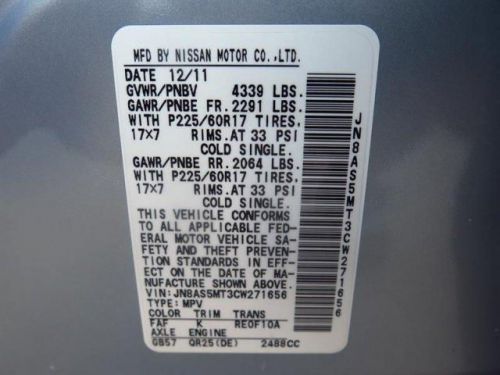 MFD BY NISSAN MOTOR CO.,LTD.
DATE 12/11
GVWR/PNBV 4339 LBS.
GAWR/PNBE FR. 2291 LBS.
WITH P225/60R17 TIRES.
17X7 RIMS.AT 33 PSI
COLD SINGLE.
GAWR/PNBE RR. 2064 LBS.
WITH P225/60R17 TIRES.
17X7 RIMS.AT 33 PSI
COLD SINGLE.
THIS VEHICLE CONFORMS
TO ALL APPLICABLE FED-
ERAL MOTOR VEHICLE SA-
FETY AND THEFT PREVEN-
TION STANDARDS IN EFF-
ECT ON THE DATE OF MA-
NUFACTURE SHOWN ABOVE.
VIN: JN8AS5MT3CW271656
TYPE: MPV
COLOR TRIM TRANS
FAF K RE0F10A
AXLE ENGINE
GB57 QR25(DE) 2488CC
JN8AS5MT3CW271656